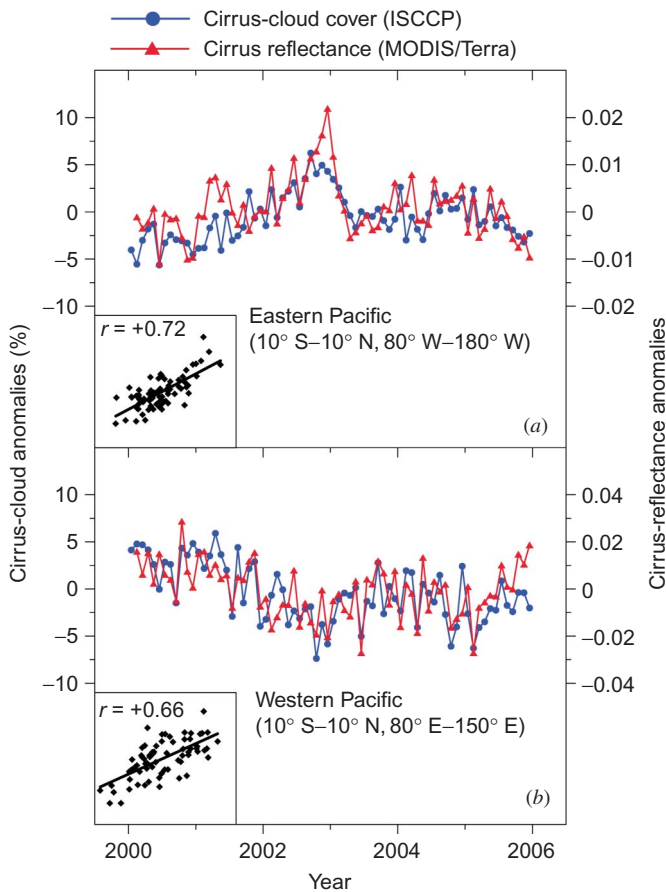 Cirrus-cloud cover (ISCCP)
Cirrus reflectance (MODIS/Terra)
10
5
0
−5
−10
0.02
0.01
0
−0.01
−0.02
r = +0.72
Eastern Pacific
(10° S–10° N, 80° W–180° W)
(a)
Cirrus-cloud anomalies (%)
Cirrus-reflectance anomalies
10
5
0
−5
−10
0.04
0.02
0
−0.02
−0.04
r = +0.66
Western Pacific
(10° S–10° N, 80° E–150° E)
(b)
2000 2002 2004 2006
Year